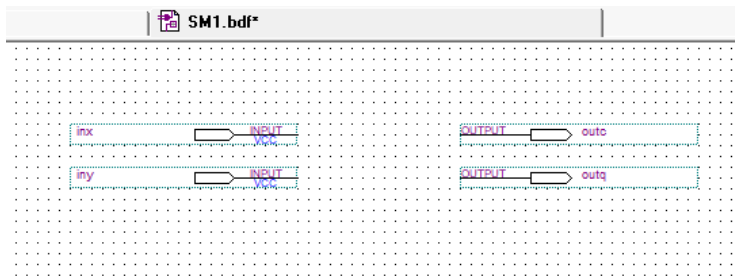 SM1.bdf*
inx INPUT VCC OUTPUT outc
iny INPUT VCC OUTPUT outq